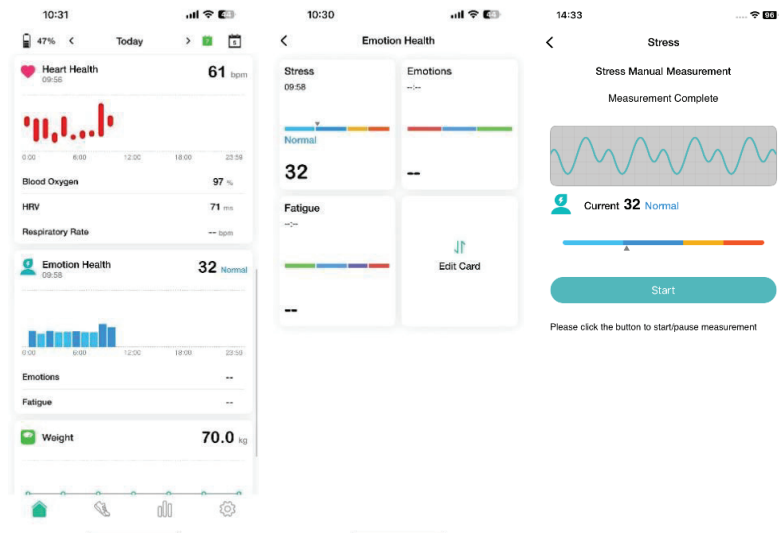 10:31
44
47%
Today
Heart Health
09:56
61 bpm
0:00 6:00 12:00 18:00 23:59
Blood Oxygen 97 %
HRV 71 ms
Respiratory Rate -- bpm
Emotion Health
09:58
32 Normal
0:00 6:00 12:00 18:00 23:59
Emotions --
Fatigue --
Weight 70.0 kg
10:30
44
Emotion Health
Stress
09:58
Normal
32
Emotions
--:--
--
Fatigue
--:--
--
Edit Card
14:33
96
Stress
Stress Manual Measurement
Measurement Complete
Current 32 Normal
Start
Please click the button to start/pause measurement